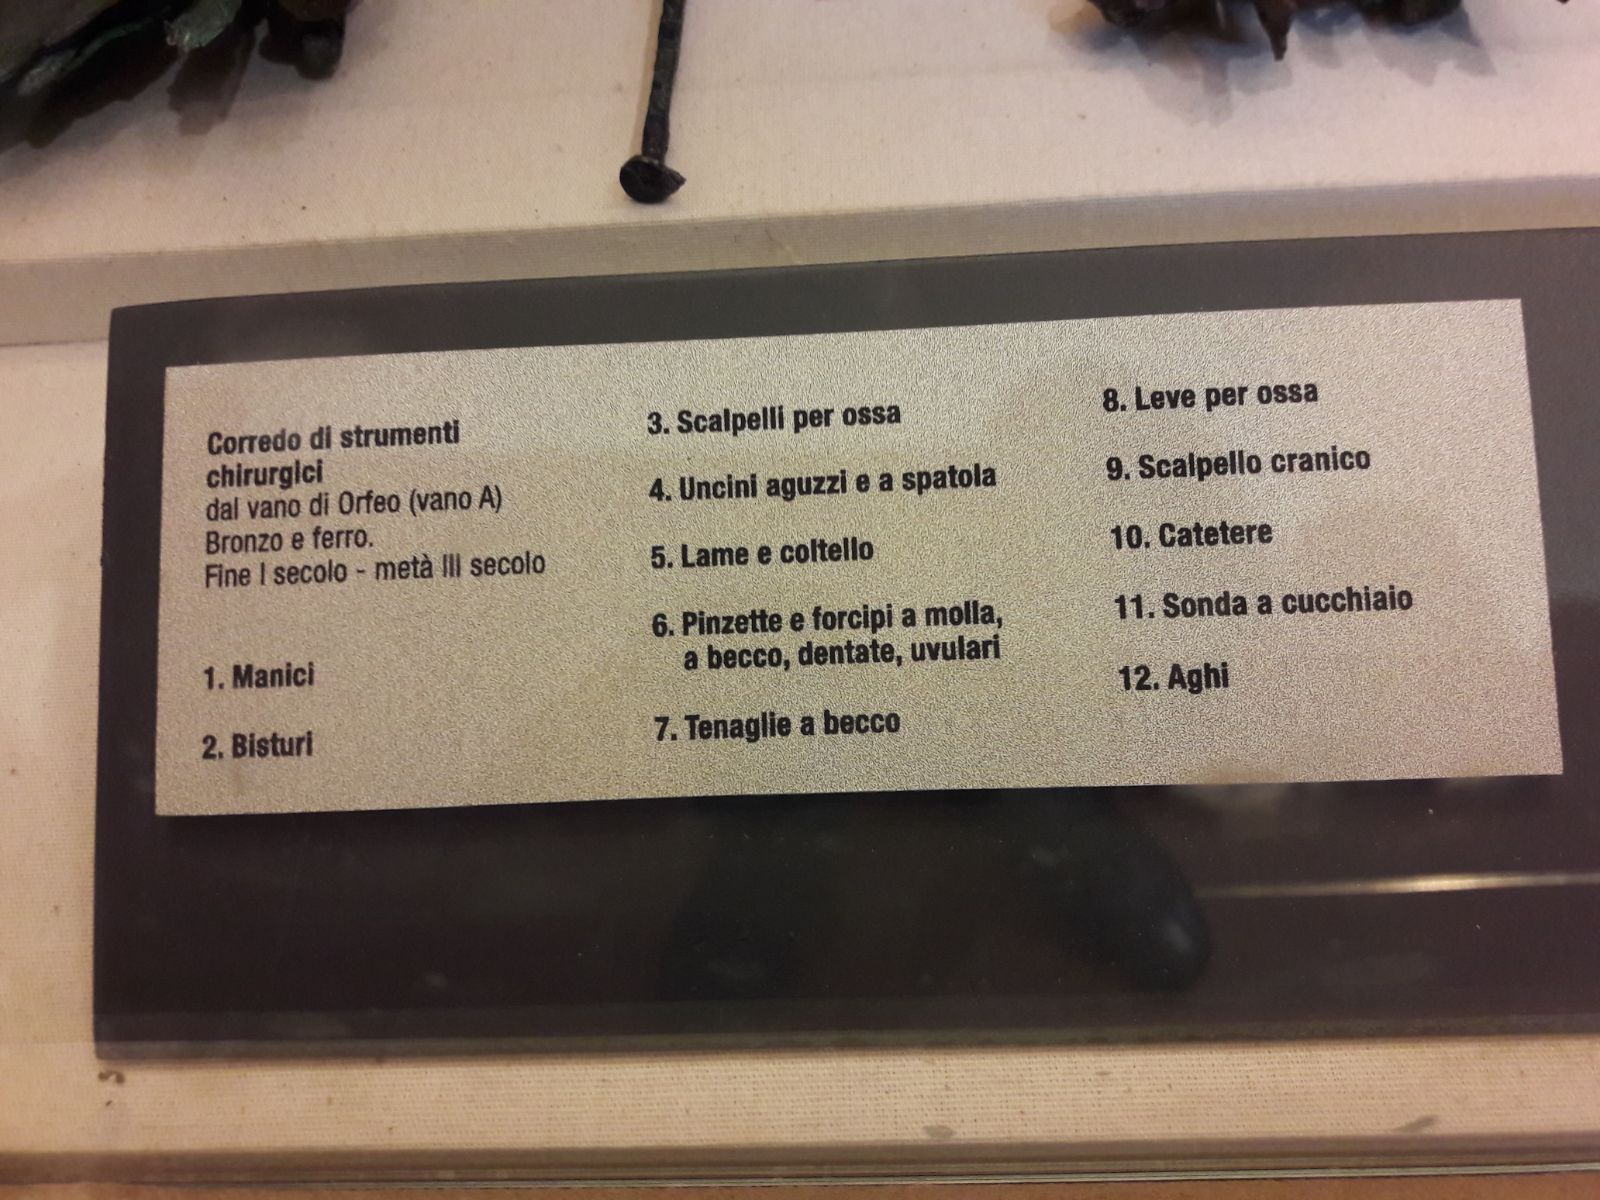 Corredo di strumenti
chirurgici
dal vano di Orfeo (vano A)
Bronzo e ferro.
Fine I secolo - metà III secolo
1. Manici
2. Bisturi
3. Scalpelli per ossa
4. Uncini aguzzi e a spatola
5. Lame e coltello
6. Pinzette e forcipi a molla,
a becco, dentate, uvulari
7. Tenaglie a becco
8. Leve per ossa
9. Scalpello cranico
10. Catetere
11. Sonda a cucchiaio
12. Aghi